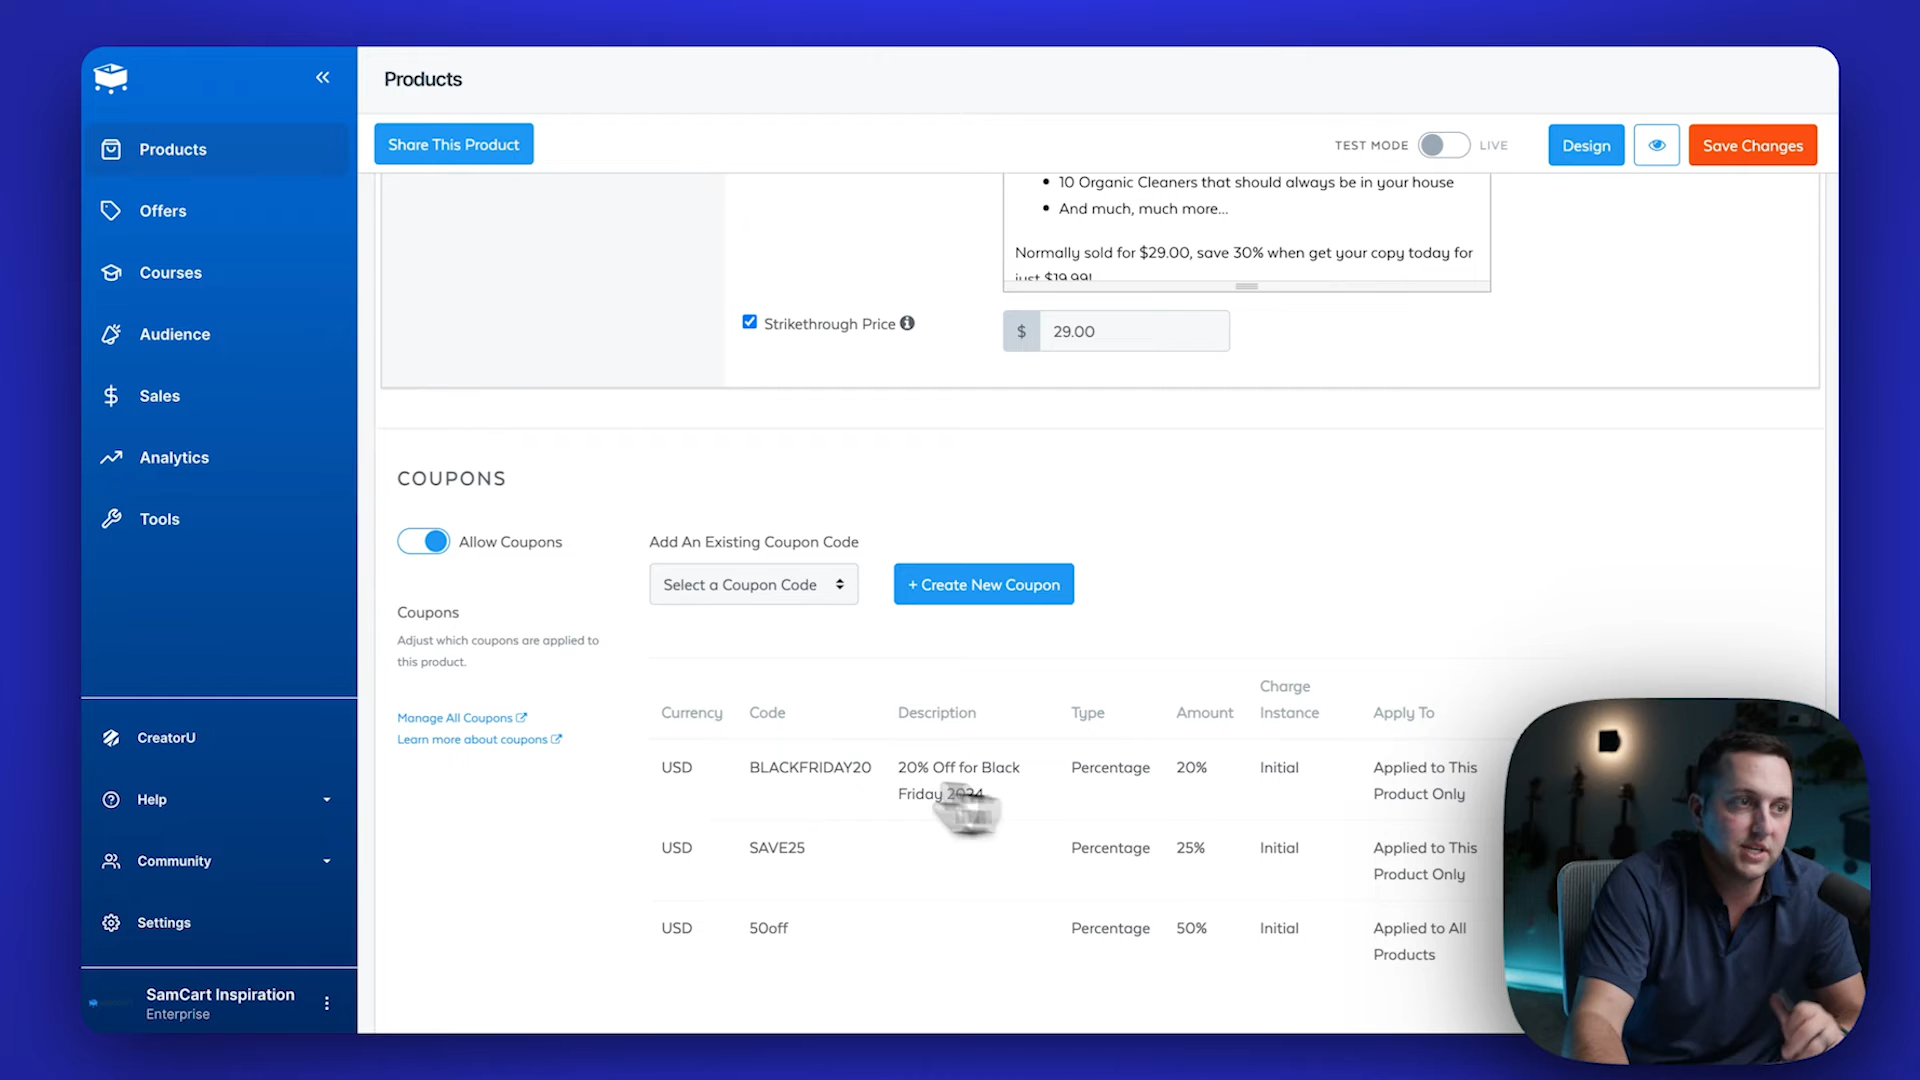 Products
Share This Product
TEST MODE
LIVE
Design
Save Changes
Products
Offers
Courses
Audience
Sales
Analytics
Tools
CreatorU
Help
Community
Settings
SamCart Inspiration
Enterprise
• 10 Organic Cleaners that should always be in your house
• And much, much more...
Normally sold for $29.00, save 30% when get your copy today for
just $19.99!
Strikethrough Price
$ 29.00
COUPONS
Allow Coupons
Add An Existing Coupon Code
Select a Coupon Code
+ Create New Coupon
Coupons
Adjust which coupons are applied to
this product.
Manage All Coupons
Learn more about coupons
Currency Code Description Type Amount Charge Instance Apply To
USD BLACKFRIDAY20 20% Off for Black Friday 2024 Percentage 20% Initial Applied to This Product Only
USD SAVE25 Percentage 25% Initial Applied to This Product Only
USD 50off Percentage 50% Initial Applied to All Products